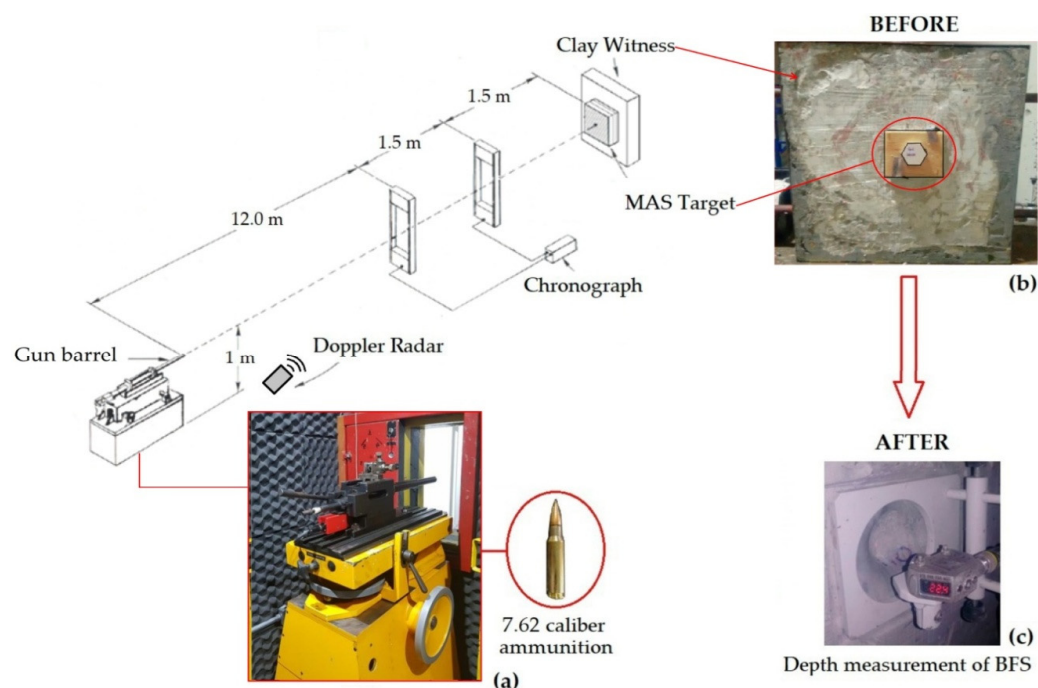 BEFORE
Clay Witness
1.5 m
1.5 m
12.0 m
MAS Target
Chronograph
(b)
Gun barrel
1 m
Doppler Radar
AFTER
7.62 caliber
ammunition
(a)
(c)
Depth measurement of BFS